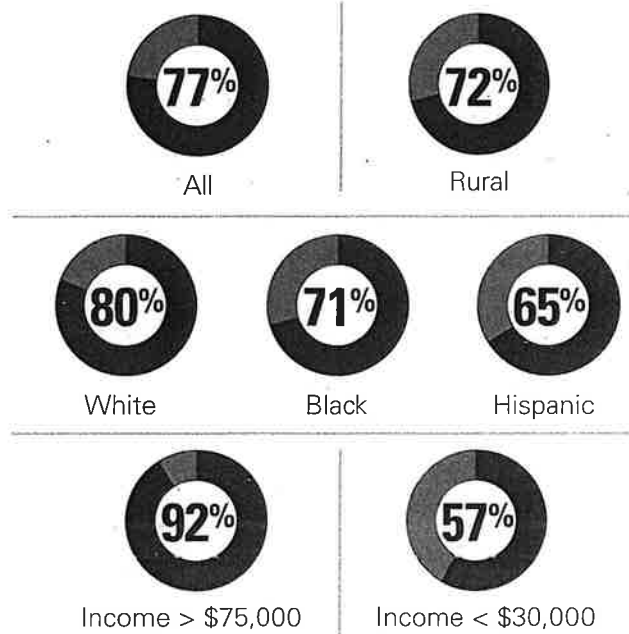 77% 72%
All Rural
80% 71% 65%
White Black Hispanic
92% 57%
Income > $75,000 Income < $30,000